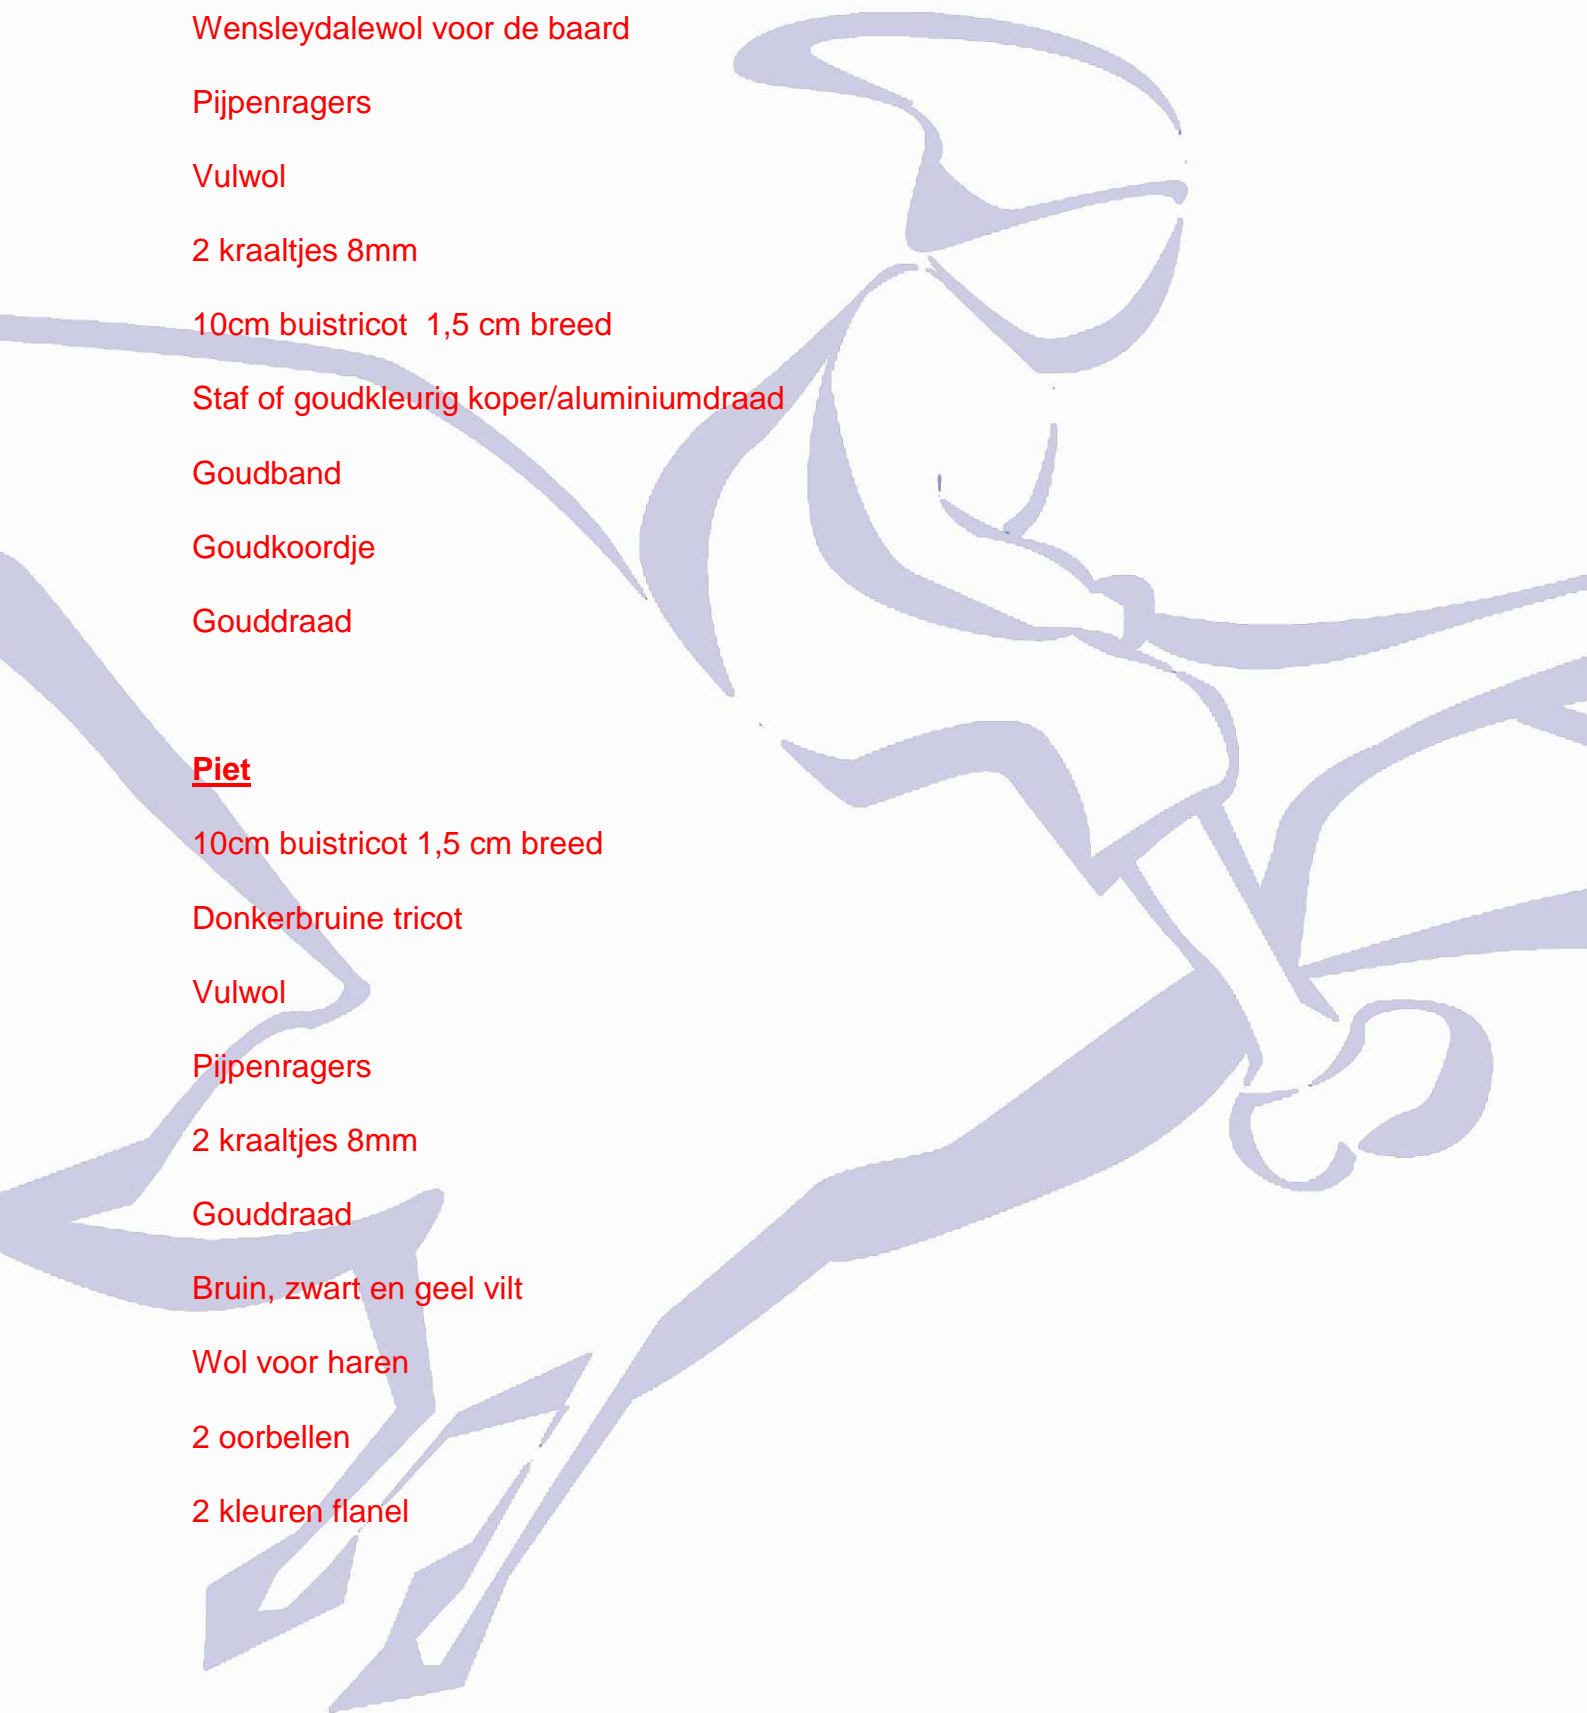 Wensleydalewol voor de baard
Pijpenragers
Vulwol
2 kraaltjes 8mm
10cm buistricot  1,5 cm breed
Staf of goudkleurig koper/aluminiumdraad
Goudband
Goudkoordje
Gouddraad
Piet
10cm buistricot 1,5 cm breed
Donkerbruine tricot
Vulwol
Pijpenragers
2 kraaltjes 8mm
Gouddraad
Bruin, zwart en geel vilt
Wol voor haren
2 oorbellen
2 kleuren flanel